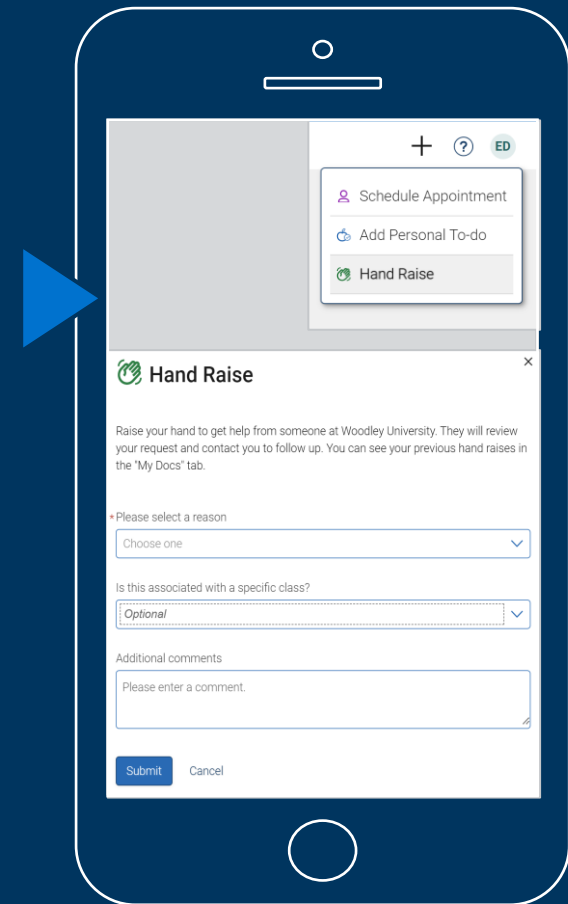 ED
Schedule Appointment
Add Personal To-do
Hand Raise
Hand Raise
Raise your hand to get help from someone at Woodley University. They will review
your request and contact you to follow up. You can see your previous hand raises in
the "My Docs" tab.
*Please select a reason
Choose one
Is this associated with a specific class?
Optional
Additional comments
Please enter a comment.
Submit Cancel